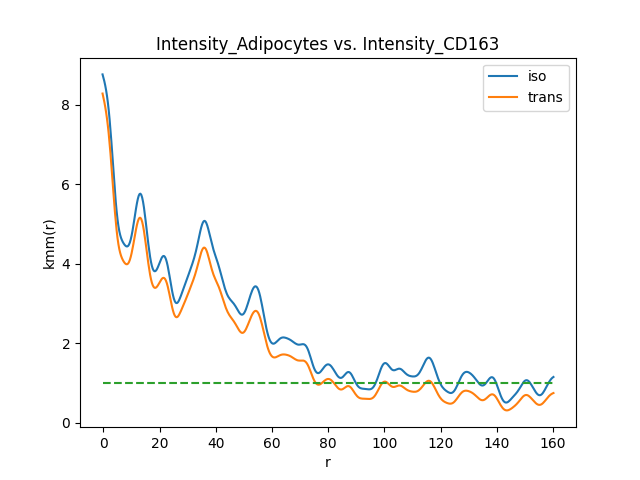 Intensity_Adipocytes vs. Intensity_CD163
iso
trans
kmm(r)
8
6
4
2
0
0 20 40 60 80 100 120 140 160
r